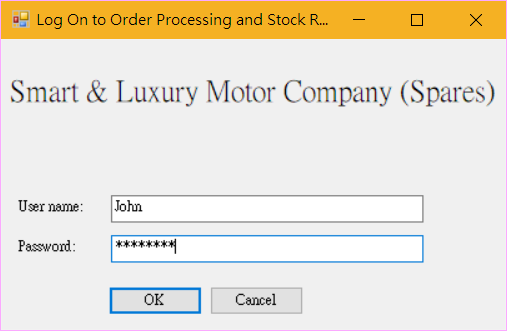 Log On to Order Processing and Stock R...
Smart & Luxury Motor Company (Spares)
User name:
John
Password:
********
OK
Cancel